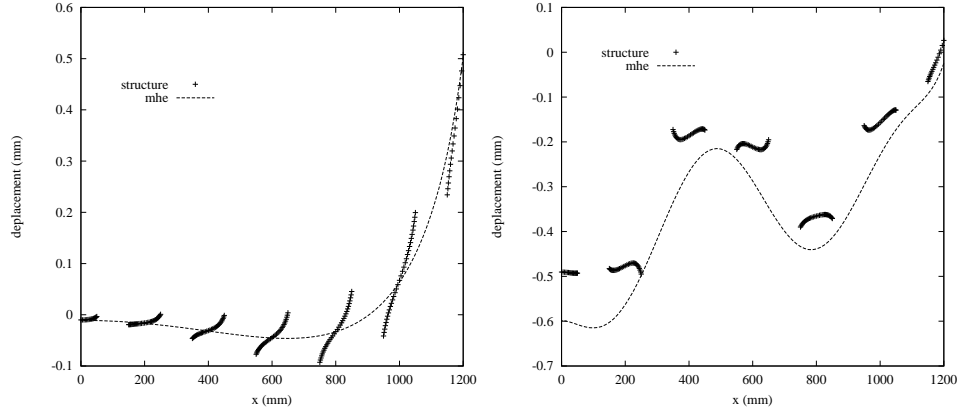 0.6
0.5
0.4
0.3
0.2
0.1
0
-0.1
0 200 400 600 800 1000 1200
deplacement (mm)
x (mm)
structure
mhe
0.1
0
-0.1
-0.2
-0.3
-0.4
-0.5
-0.6
-0.7
0 200 400 600 800 1000 1200
deplacement (mm)
x (mm)
structure
mhe